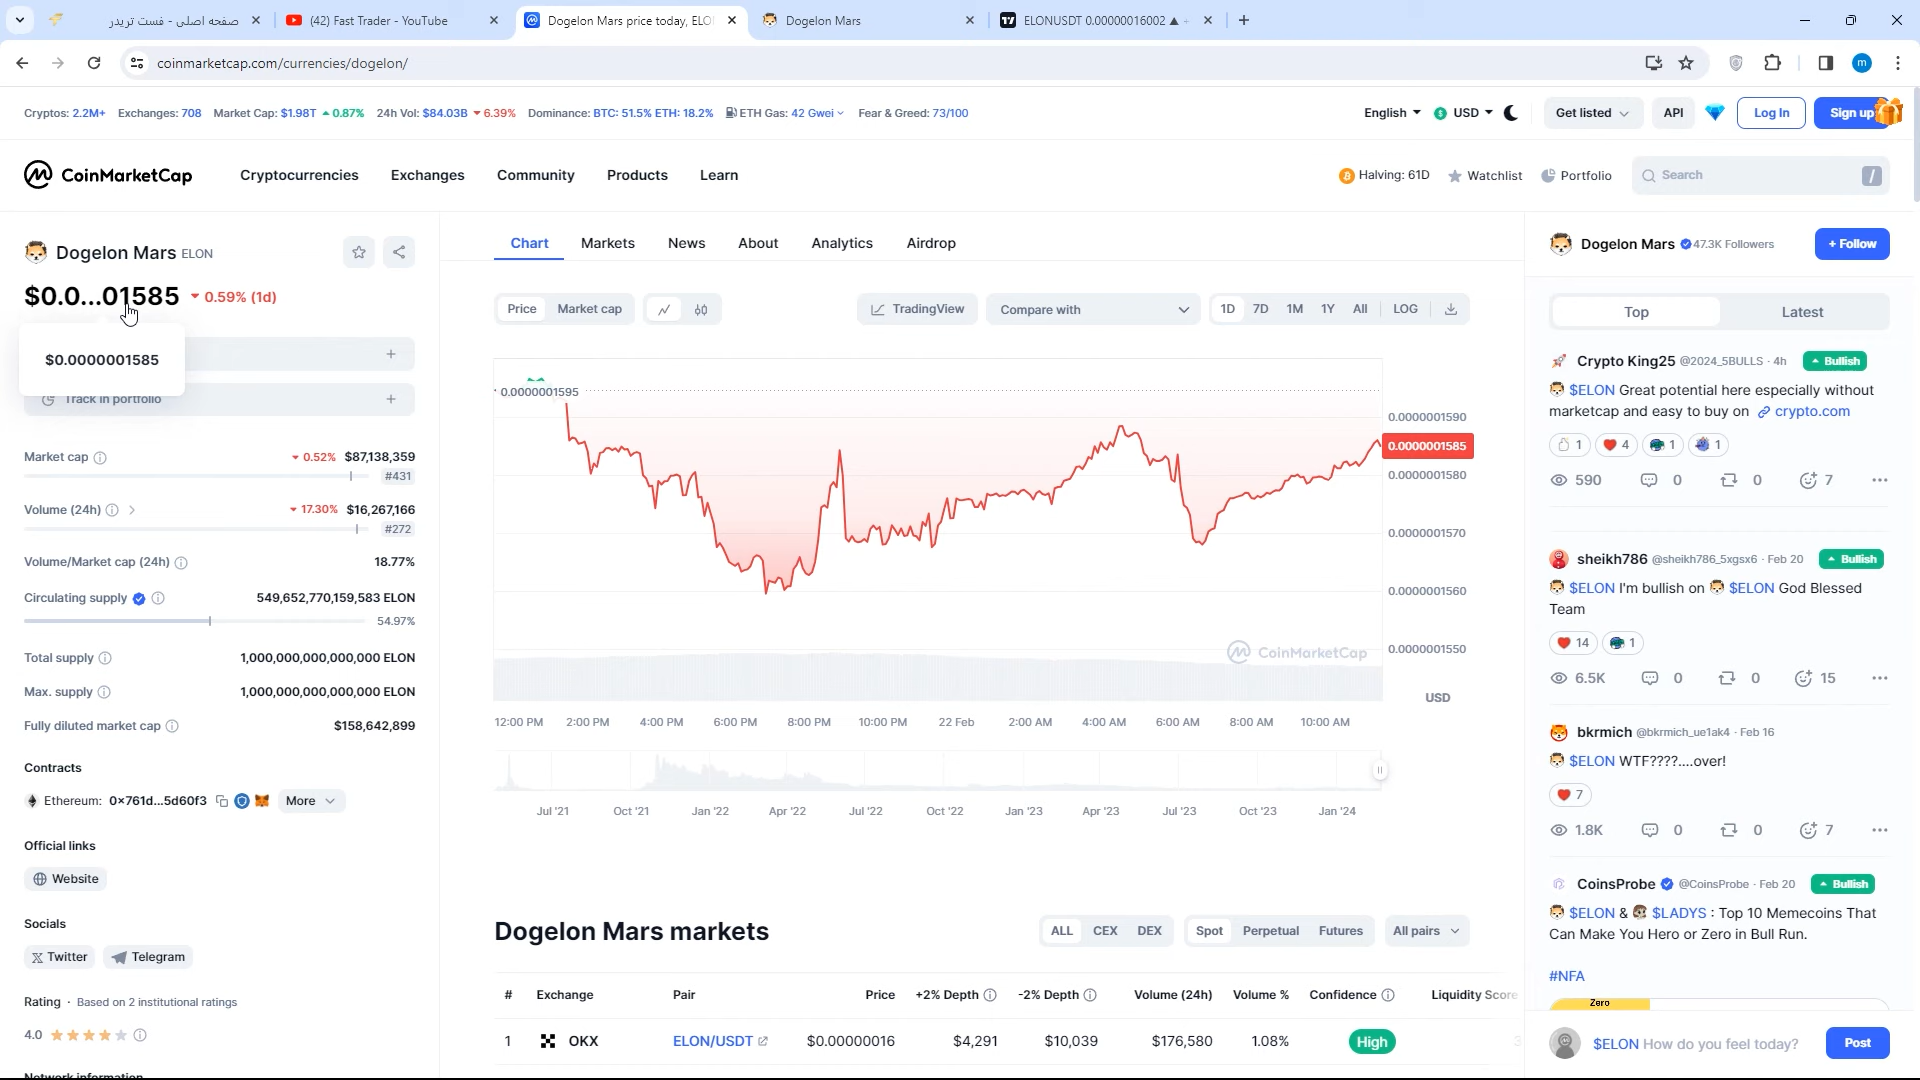 صفحه اصلی - فست تریدر
(42) Fast Trader - YouTube
Dogelon Mars price today, ELO
Dogelon Mars
ELONUSDT 0.00000016002 ▲
coinmarketcap.com/currencies/dogelon/
m
Cryptos: 2.2M+ Exchanges: 708 Market Cap: $1.98T ▲ 0.87% 24h Vol: $84.03B ▼ 6.39% Dominance: BTC: 51.5% ETH: 18.2% ETH Gas: 42 Gwei Fear & Greed: 73/100
English USD Get listed API Log In Sign up
CoinMarketCap
Cryptocurrencies Exchanges Community Products Learn
Halving: 61D Watchlist Portfolio Search /
Dogelon Mars ELON
$0.0...01585 ▼ 0.59% (1d)
$0.0000001585
+
Track in portfolio +
Market cap ▼ 0.52% $87,138,359
#431
Volume (24h) > ▼ 17.30% $16,267,166
#272
Volume/Market cap (24h) 18.77%
Circulating supply 549,652,770,159,583 ELON
54.97%
Total supply 1,000,000,000,000,000 ELON
Max. supply 1,000,000,000,000,000 ELON
Fully diluted market cap $158,642,899
Contracts
Ethereum: 0x761d...5d60f3 More
Official links
Website
Socials
Twitter Telegram
Rating · Based on 2 institutional ratings
4.0
Network information
Chart Markets News About Analytics Airdrop
Price Market cap TradingView Compare with 1D 7D 1M 1Y All LOG
0.0000001595
0.0000001590
0.0000001585
0.0000001580
0.0000001570
0.0000001560
0.0000001550
CoinMarketCap
USD
12:00 PM 2:00 PM 4:00 PM 6:00 PM 8:00 PM 10:00 PM 22 Feb 2:00 AM 4:00 AM 6:00 AM 8:00 AM 10:00 AM
Jul '21 Oct '21 Jan '22 Apr '22 Jul '22 Oct '22 Jan '23 Apr '23 Jul '23 Oct '23 Jan '24
Dogelon Mars markets ALL CEX DEX Spot Perpetual Futures All pairs
# Exchange Pair Price +2% Depth -2% Depth Volume (24h) Volume % Confidence Liquidity Score
1 OKX ELON/USDT $0.00000016 $4,291 $10,039 $176,580 1.08% High
Dogelon Mars 47.3K Followers + Follow
Top Latest
Crypto King25 @2024_5BULLS · 4h Bullish
$ELON Great potential here especially without
marketcap and easy to buy on crypto.com
1 4 1 1
590 0 0 7
sheikh786 @sheikh786_5xgsx6 · Feb 20 Bullish
$ELON I'm bullish on $ELON God Blessed
Team
14 1
6.5K 0 0 15
bkrmich @bkrmich_ue1ak4 · Feb 16
$ELON WTF????....over!
7
1.8K 0 0 7
CoinsProbe @CoinsProbe · Feb 20 Bullish
$ELON & $LADYS : Top 10 Memecoins That
Can Make You Hero or Zero in Bull Run.
#NFA
Zero
$ELON How do you feel today? Post